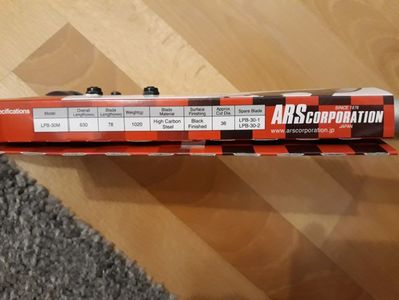 Specifications
Model
Overall Length(mm)
Blade Length(mm)
Weight(g)
Blade Material
Surface Finishing
Approx. Cut Dia.
Spare Blade
LPB-30M
630
78
1020
High Carbon Steel
Black Finished
36
LPB-30-1
LPB-30-2
SINCE 1876
ARS CORPORATION
JAPAN
www.arscorporation.jp